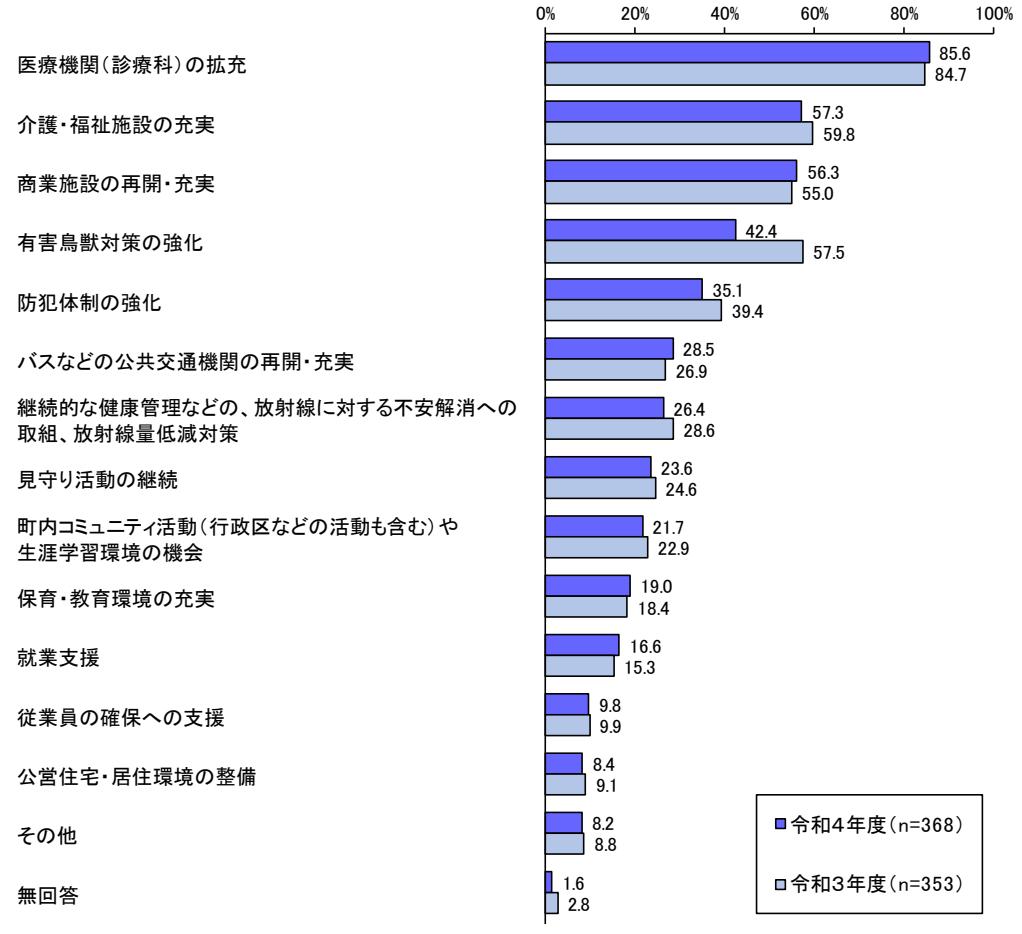 0% 20% 40% 60% 80% 100%
医療機関(診療科)の拡充
85.6
84.7
介護・福祉施設の充実
57.3
59.8
商業施設の再開・充実
56.3
55.0
有害鳥獣対策の強化
42.4
57.5
防犯体制の強化
35.1
39.4
バスなどの公共交通機関の再開・充実
28.5
26.9
継続的な健康管理などの、放射線に対する不安解消への
取組、放射線量低減対策
26.4
28.6
見守り活動の継続
23.6
24.6
町内コミュニティ活動(行政区などの活動も含む)や
生涯学習環境の機会
21.7
22.9
保育・教育環境の充実
19.0
18.4
就業支援
16.6
15.3
従業員の確保への支援
9.8
9.9
公営住宅・居住環境の整備
8.4
9.1
その他
8.2
8.8
無回答
1.6
2.8
令和4年度(n=368)
令和3年度(n=353)